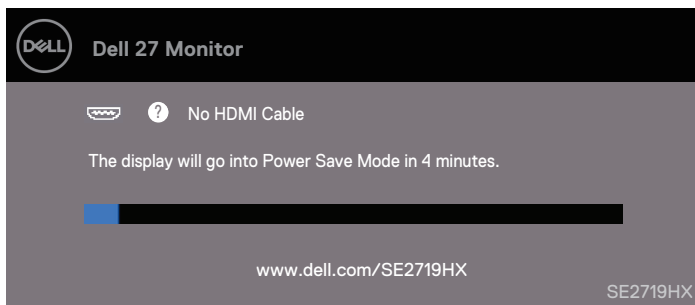 DELL
Dell 27 Monitor
? No HDMI Cable
The display will go into Power Save Mode in 4 minutes.
www.dell.com/SE2719HX
SE2719HX